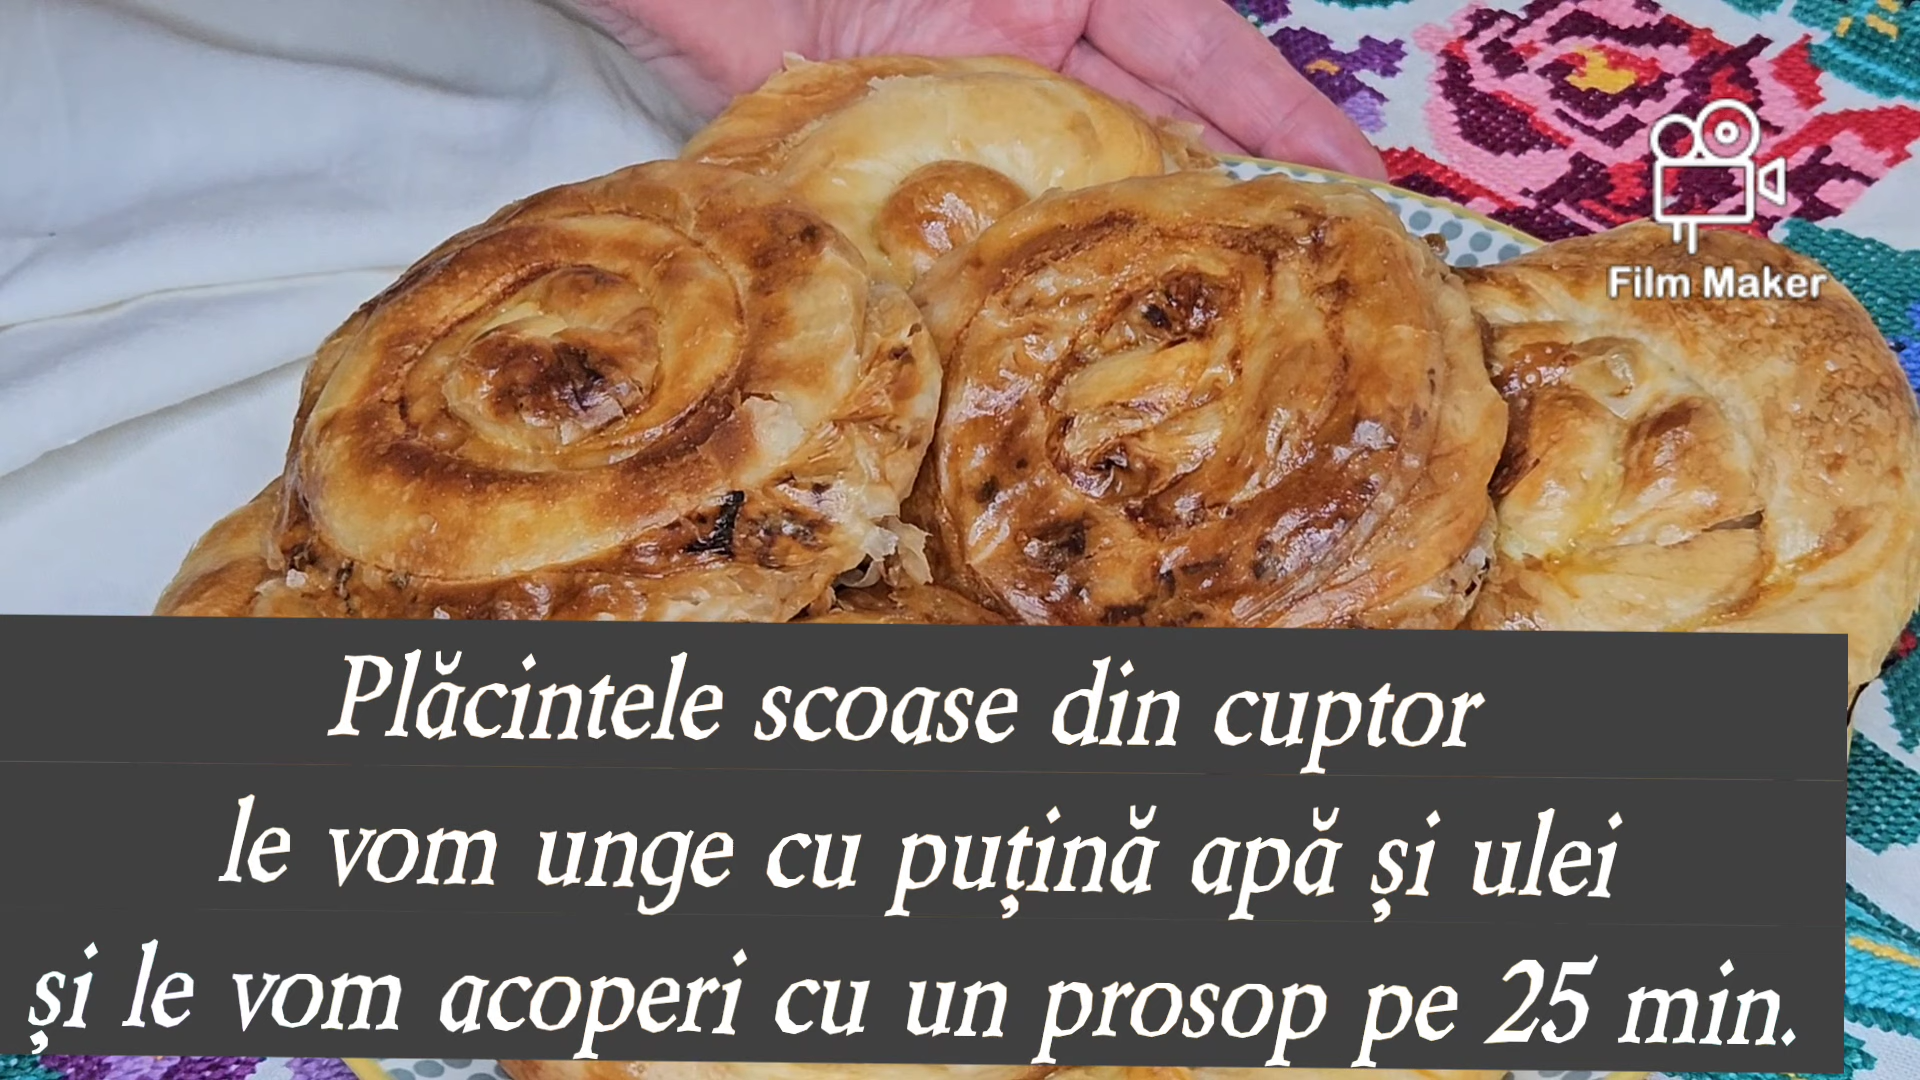 Film Maker
Plăcintele scoase din cuptor
le vom unge cu puțină apă și ulei
și le vom acoperi cu un prosop pe 25 min.